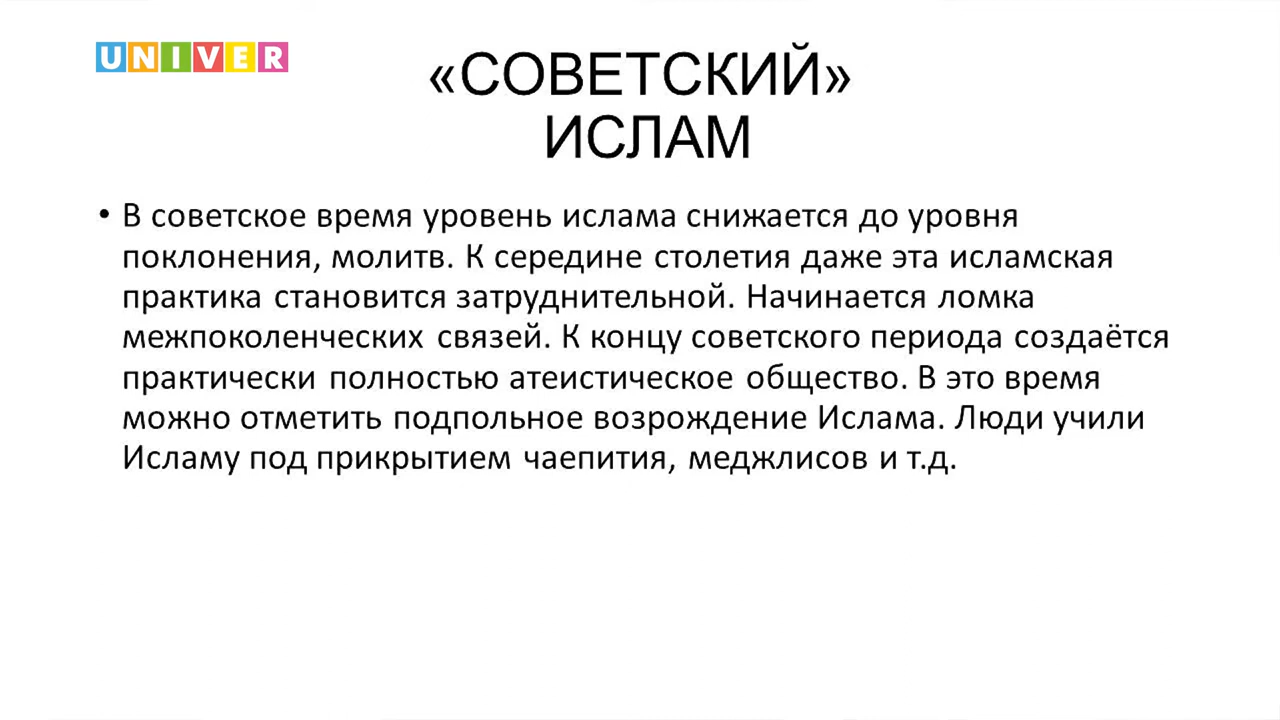 UNIVER
«СОВЕТСКИЙ»
ИСЛАМ
• В советское время уровень ислама снижается до уровня
поклонения, молитв. К середине столетия даже эта исламская
практика становится затруднительной. Начинается ломка
межпоколенческих связей. К концу советского периода создаётся
практически полностью атеистическое общество. В это время
можно отметить подпольное возрождение Ислама. Люди учили
Исламу под прикрытием чаепития, меджлисов и т.д.